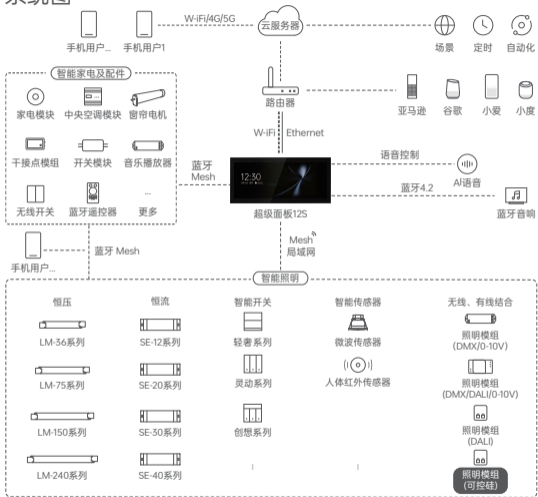 系统图
W-iFi/4G/5G
云服务器
手机用户...
手机用户1
场景
定时
自动化
智能家电及配件
家电模块
中央空调模块
窗帘电机
路由器
亚马逊
谷歌
小爱
小度
干接点模组
开关模块
音乐播放器
W-iFi
Ethernet
蓝牙
Mesh
12:30
语音控制
AI语音
蓝牙4.2
蓝牙音响
无线开关
蓝牙遥控器
...
更多
超级面板12S
蓝牙 Mesh
手机用户...
Mesh
局域网
智能照明
恒压
恒流
智能开关
智能传感器
无线、有线结合
LM-36系列
SE-12系列
轻奢系列
微波传感器
照明模组
(DMX/0-10V)
LM-75系列
SE-20系列
灵动系列
人体红外传感器
照明模组
(DMX/DALI/0-10V)
LM-150系列
SE-30系列
创想系列
照明模组
(DALI)
LM-240系列
SE-40系列
照明模组
(可控硅)